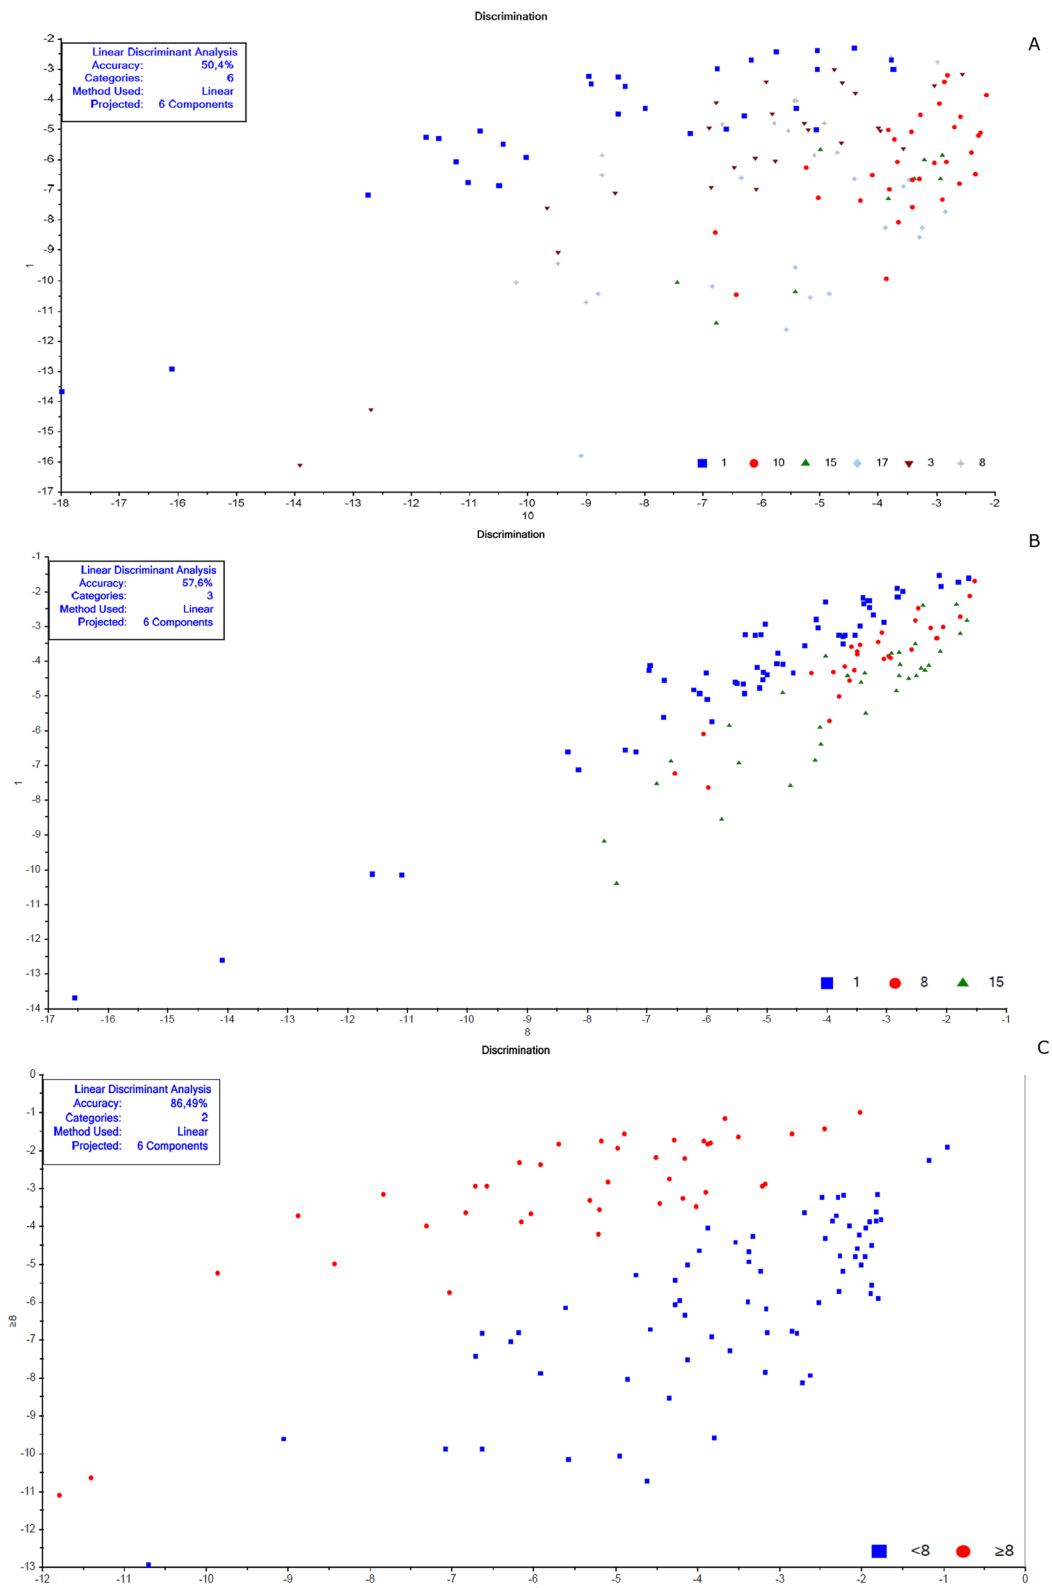 Discrimination
A
Linear Discriminant Analysis
Accuracy: 50,4%
Categories: 6
Method Used: Linear
Projected: 6 Components
-2
-3
-4
-5
-6
-7
-8
-9
-10
-11
-12
-13
-14
-15
-16
-17
1
1 10 15 17 3 8
-18 -17 -16 -15 -14 -13 -12 -11 -10 -9 -8 -7 -6 -5 -4 -3 -2
10
Discrimination
B
Linear Discriminant Analysis
Accuracy: 57,6%
Categories: 3
Method Used: Linear
Projected: 6 Components
-1
-2
-3
-4
-5
-6
-7
-8
-9
-10
-11
-12
-13
-14
1
1 8 15
-17 -16 -15 -14 -13 -12 -11 -10 -9 -8 -7 -6 -5 -4 -3 -2 -1
8
Discrimination
C
Linear Discriminant Analysis
Accuracy: 86,49%
Categories: 2
Method Used: Linear
Projected: 6 Components
0
-1
-2
-3
-4
-5
-6
-7
-8
-9
-10
-11
-12
-13
≥8
<8 ≥8
-12 -11 -10 -9 -8 -7 -6 -5 -4 -3 -2 -1 0